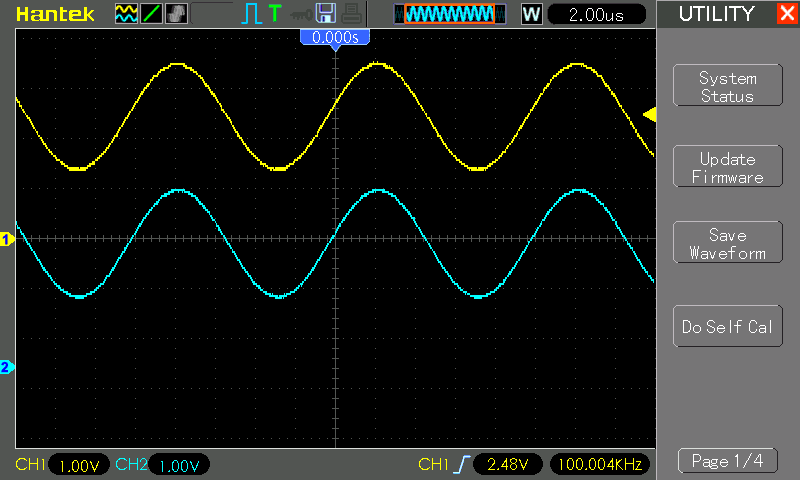 Hantek T W 2.00us UTILITY X
0.000s
System
Status
Update
Firmware
1
Save
Waveform
Do Self Cal
2
CH1 1.00V CH2 1.00V CH1 2.48V 100.004KHz Page 1/4